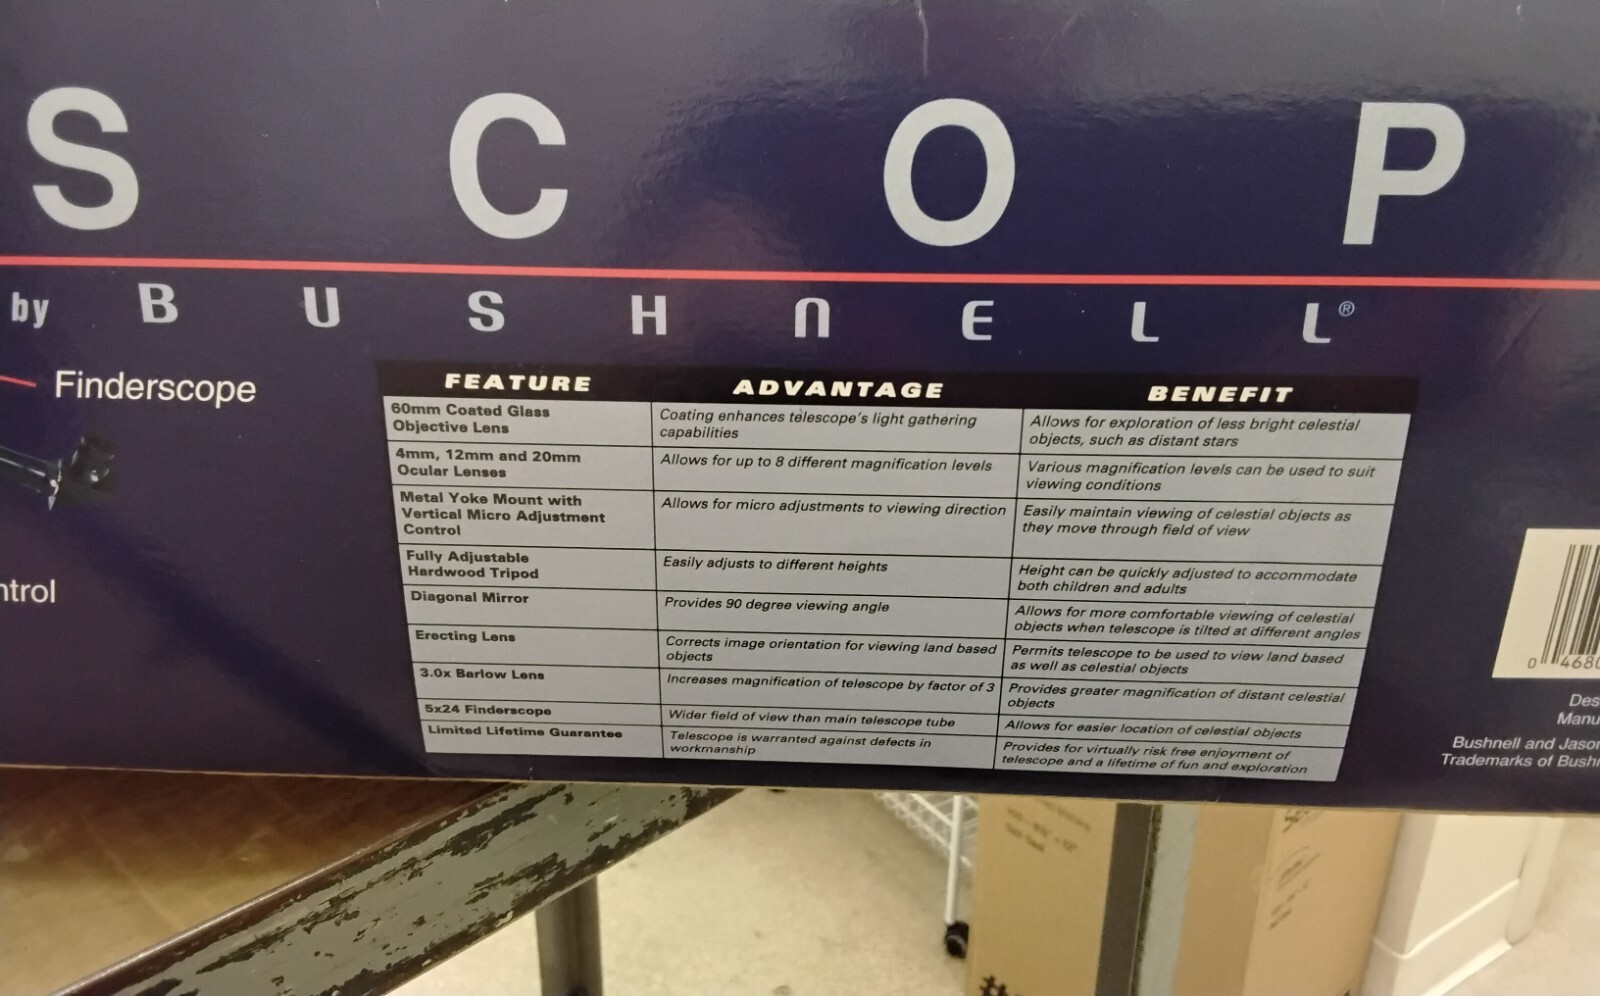 S C O P
by BUSHNELL®
Finderscope
ntrol
FEATURE ADVANTAGE BENEFIT
60mm Coated Glass
Objective Lens
Coating enhances telescope's light gathering
capabilities
Allows for exploration of less bright celestial
objects, such as distant stars
4mm, 12mm and 20mm
Ocular Lenses
Allows for up to 8 different magnification levels
Various magnification levels can be used to suit
viewing conditions
Metal Yoke Mount with
Vertical Micro Adjustment
Control
Allows for micro adjustments to viewing direction
Easily maintain viewing of celestial objects as
they move through field of view
Fully Adjustable
Hardwood Tripod
Easily adjusts to different heights
Height can be quickly adjusted to accommodate
both children and adults
Diagonal Mirror
Provides 90 degree viewing angle
Allows for more comfortable viewing of celestial
objects when telescope is tilted at different angles
Erecting Lens
Corrects image orientation for viewing land based
objects
Permits telescope to be used to view land based
as well as celestial objects
3.0x Barlow Lens
Increases magnification of telescope by factor of 3
Provides greater magnification of distant celestial
objects
5x24 Finderscope
Wider field of view than main telescope tube
Allows for easier location of celestial objects
Limited Lifetime Guarantee
Telescope is warranted against defects in
workmanship
Provides for virtually risk free enjoyment of
telescope and a lifetime of fun and exploration
0 4680
Des
Manu
Bushnell and Jaso
Trademarks of Bush